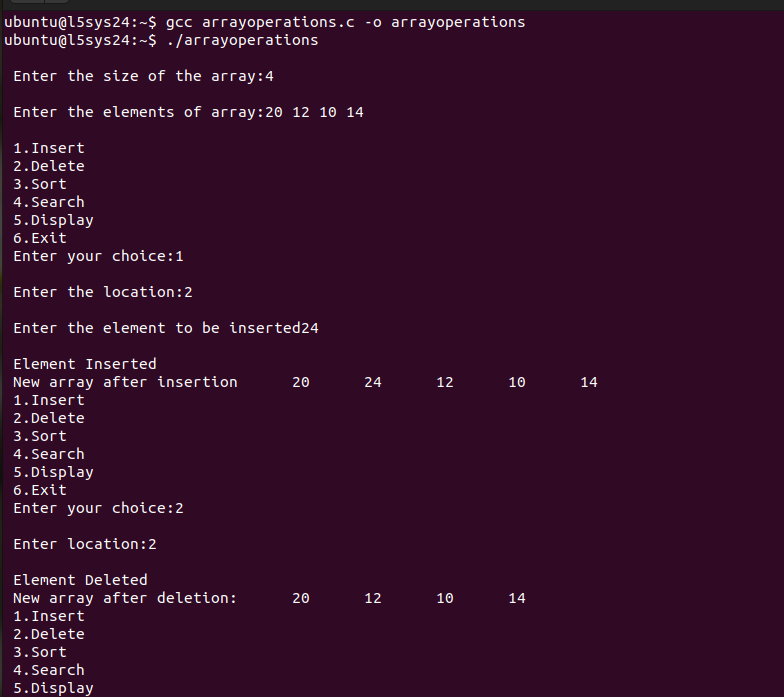 ubuntu@l5sys24:~$ gcc arrayoperations.c -o arrayoperations
ubuntu@l5sys24:~$ ./arrayoperations
Enter the size of the array:4
Enter the elements of array:20 12 10 14
1.Insert
2.Delete
3.Sort
4.Search
5.Display
6.Exit
Enter your choice:1
Enter the location:2
Enter the element to be inserted24
Element Inserted
New array after insertion 20 24 12 10 14
1.Insert
2.Delete
3.Sort
4.Search
5.Display
6.Exit
Enter your choice:2
Enter location:2
Element Deleted
New array after deletion: 20 12 10 14
1.Insert
2.Delete
3.Sort
4.Search
5.Display